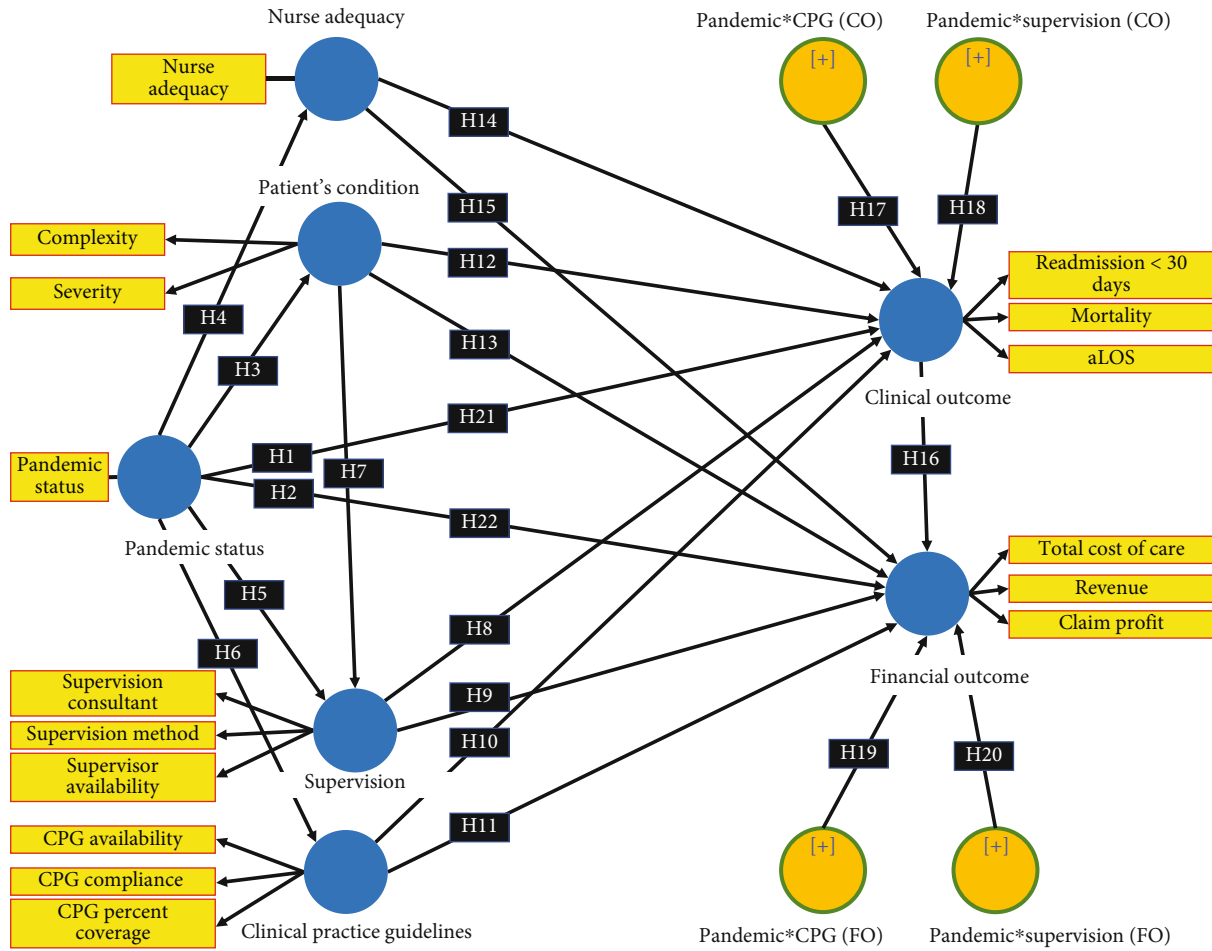 Nurse adequacy
Pandemic*CPG (CO)
Pandemic*supervision (CO)
[+]
[+]
Nurse
adequacy
H14
Patient's condition
H15
H17
H18
Complexity
H12
Readmission < 30
days
Severity
Mortality
H4
H13
aLOS
H3
Clinical outcome
H21
H1
H16
Pandemic
status
H7
H2
H22
Pandemic status
Total cost of care
H5
Revenue
H8
Claim profit
H6
Supervision
consultant
Financial outcome
H9
Supervision method
H10
H19
H20
Supervisor
availability
Supervision
H11
CPG availability
[+]
[+]
CPG compliance
CPG percent
coverage
Clinical practice guidelines
Pandemic*CPG (FO)
Pandemic*supervision (FO)